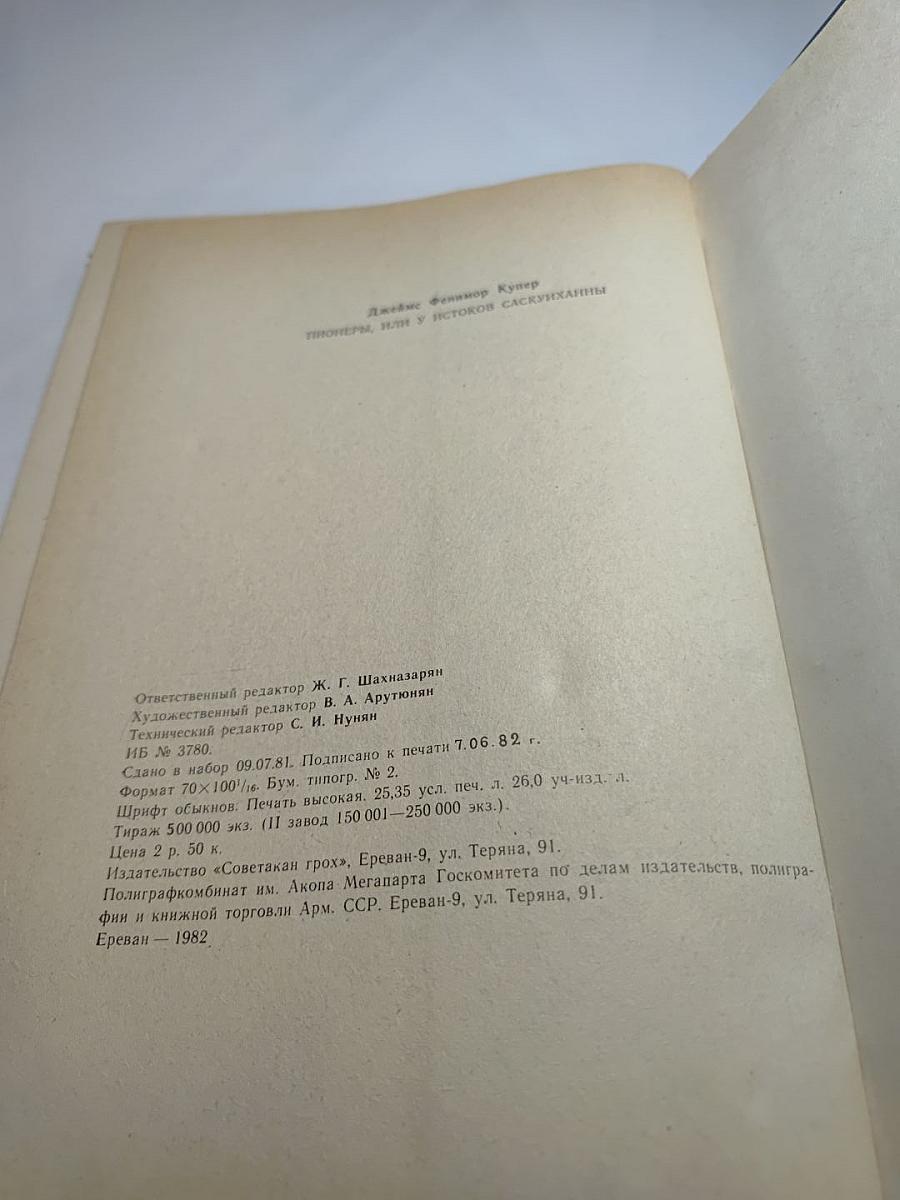 Джеймс Фенимор Купер
ПИОНЕРЫ, ИЛИ У ИСТОКОВ САСКУИХАННЫ
Ответственный редактор Ж. Г. Шахназарян
Художественный редактор В. А. Арутюнян
Технический редактор С. И. Нунян
ИБ № 3780.
Сдано в набор 09.07.81. Подписано к печати 7.06.82 г.
Формат 70×100¹/₁₆. Бум. типогр. № 2.
Шрифт обыкнов. Печать высокая. 25,35 усл. печ. л. 26,0 уч-изд. л.
Тираж 500 000 экз. (II завод 150 001—250 000 экз.).
Цена 2 р. 50 к.
Издательство «Советакан грох», Ереван-9, ул. Теряна, 91.
Полиграфкомбинат им. Акопа Мегапарта Госкомитета по делам издательств, полигра-
фии и книжной торговли Арм. ССР. Ереван-9, ул. Теряна, 91.
Ереван — 1982